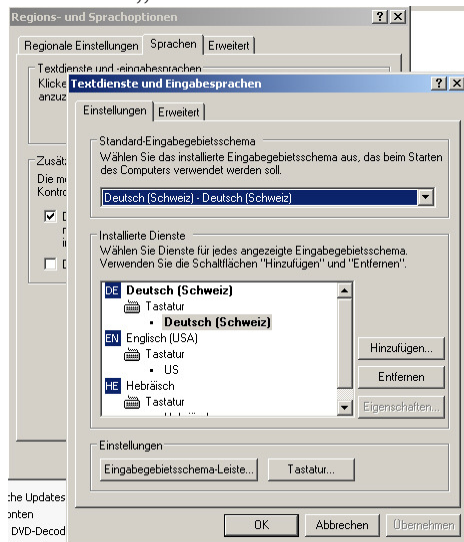 Regions- und Sprachoptionen
Regionale Einstellungen Sprachen Erweitert
Textdienste und -eingabesprachen
Klicke
anzuz
Zusät
Die me
Kontro
Textdienste und Eingabesprachen
Einstellungen Erweitert
Standard-Eingabegebietsschema
Wählen Sie das installierte Eingabegebietsschema aus, das beim Starten
des Computers verwendet werden soll.
Deutsch (Schweiz) - Deutsch (Schweiz)
Installierte Dienste
Wählen Sie Dienste für jedes angezeigte Eingabegebietsschema.
Verwenden Sie die Schaltflächen "Hinzufügen" und "Entfernen".
DE Deutsch (Schweiz)
Tastatur
Deutsch (Schweiz)
EN Englisch (USA)
Tastatur
US
HE Hebräisch
Tastatur
Hinzufügen...
Entfernen
Eigenschaften...
Einstellungen
Eingabegebietsschema-Leiste... Tastatur...
OK Abbrechen Übernehmen
che Updates
onten
DVD-Decod